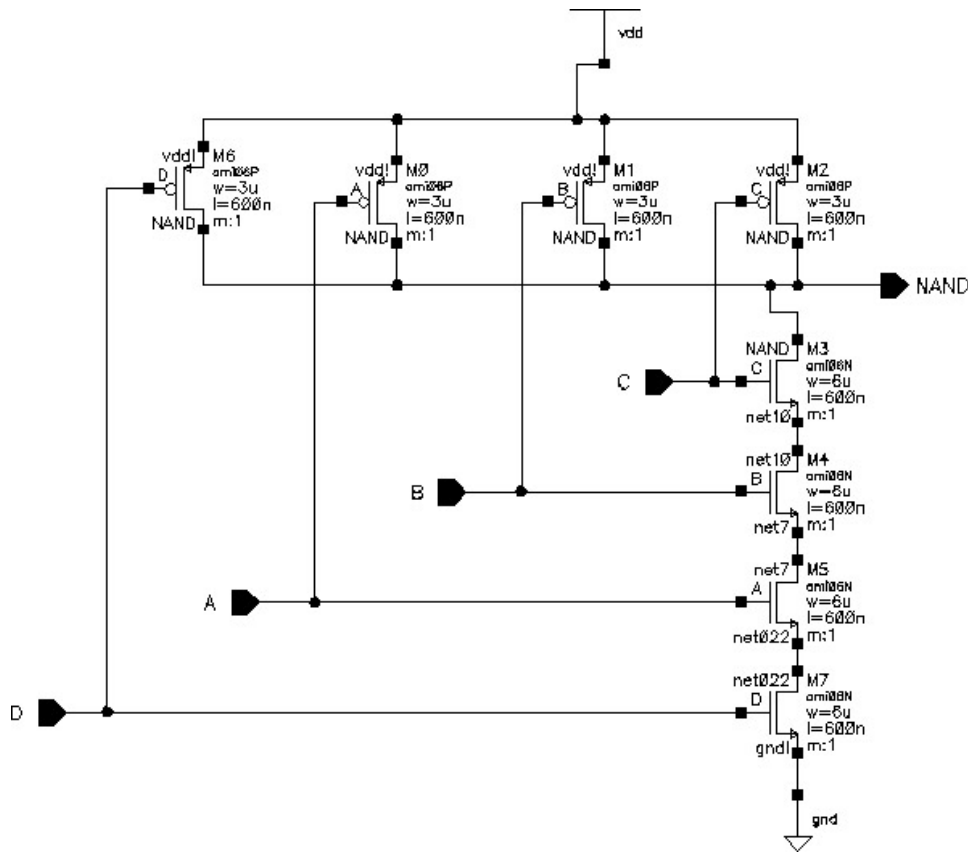 vdd
vdd!
M6
D
ami06P
w=3u
l=600n
NAND
m:1
vdd!
M0
A
ami06P
w=3u
l=600n
NAND
m:1
vdd!
M1
B
ami06P
w=3u
l=600n
NAND
m:1
vdd!
M2
C
ami06P
w=3u
l=600n
NAND
m:1
NAND
NAND
M3
C
C
ami06N
w=6u
l=600n
net10
m:1
net10
M4
B
B
ami06N
w=6u
l=600n
net7
m:1
net7
M5
A
A
ami06N
w=6u
l=600n
net022
m:1
net022
M7
D
D
ami06N
w=6u
l=600n
gnd!
m:1
gnd